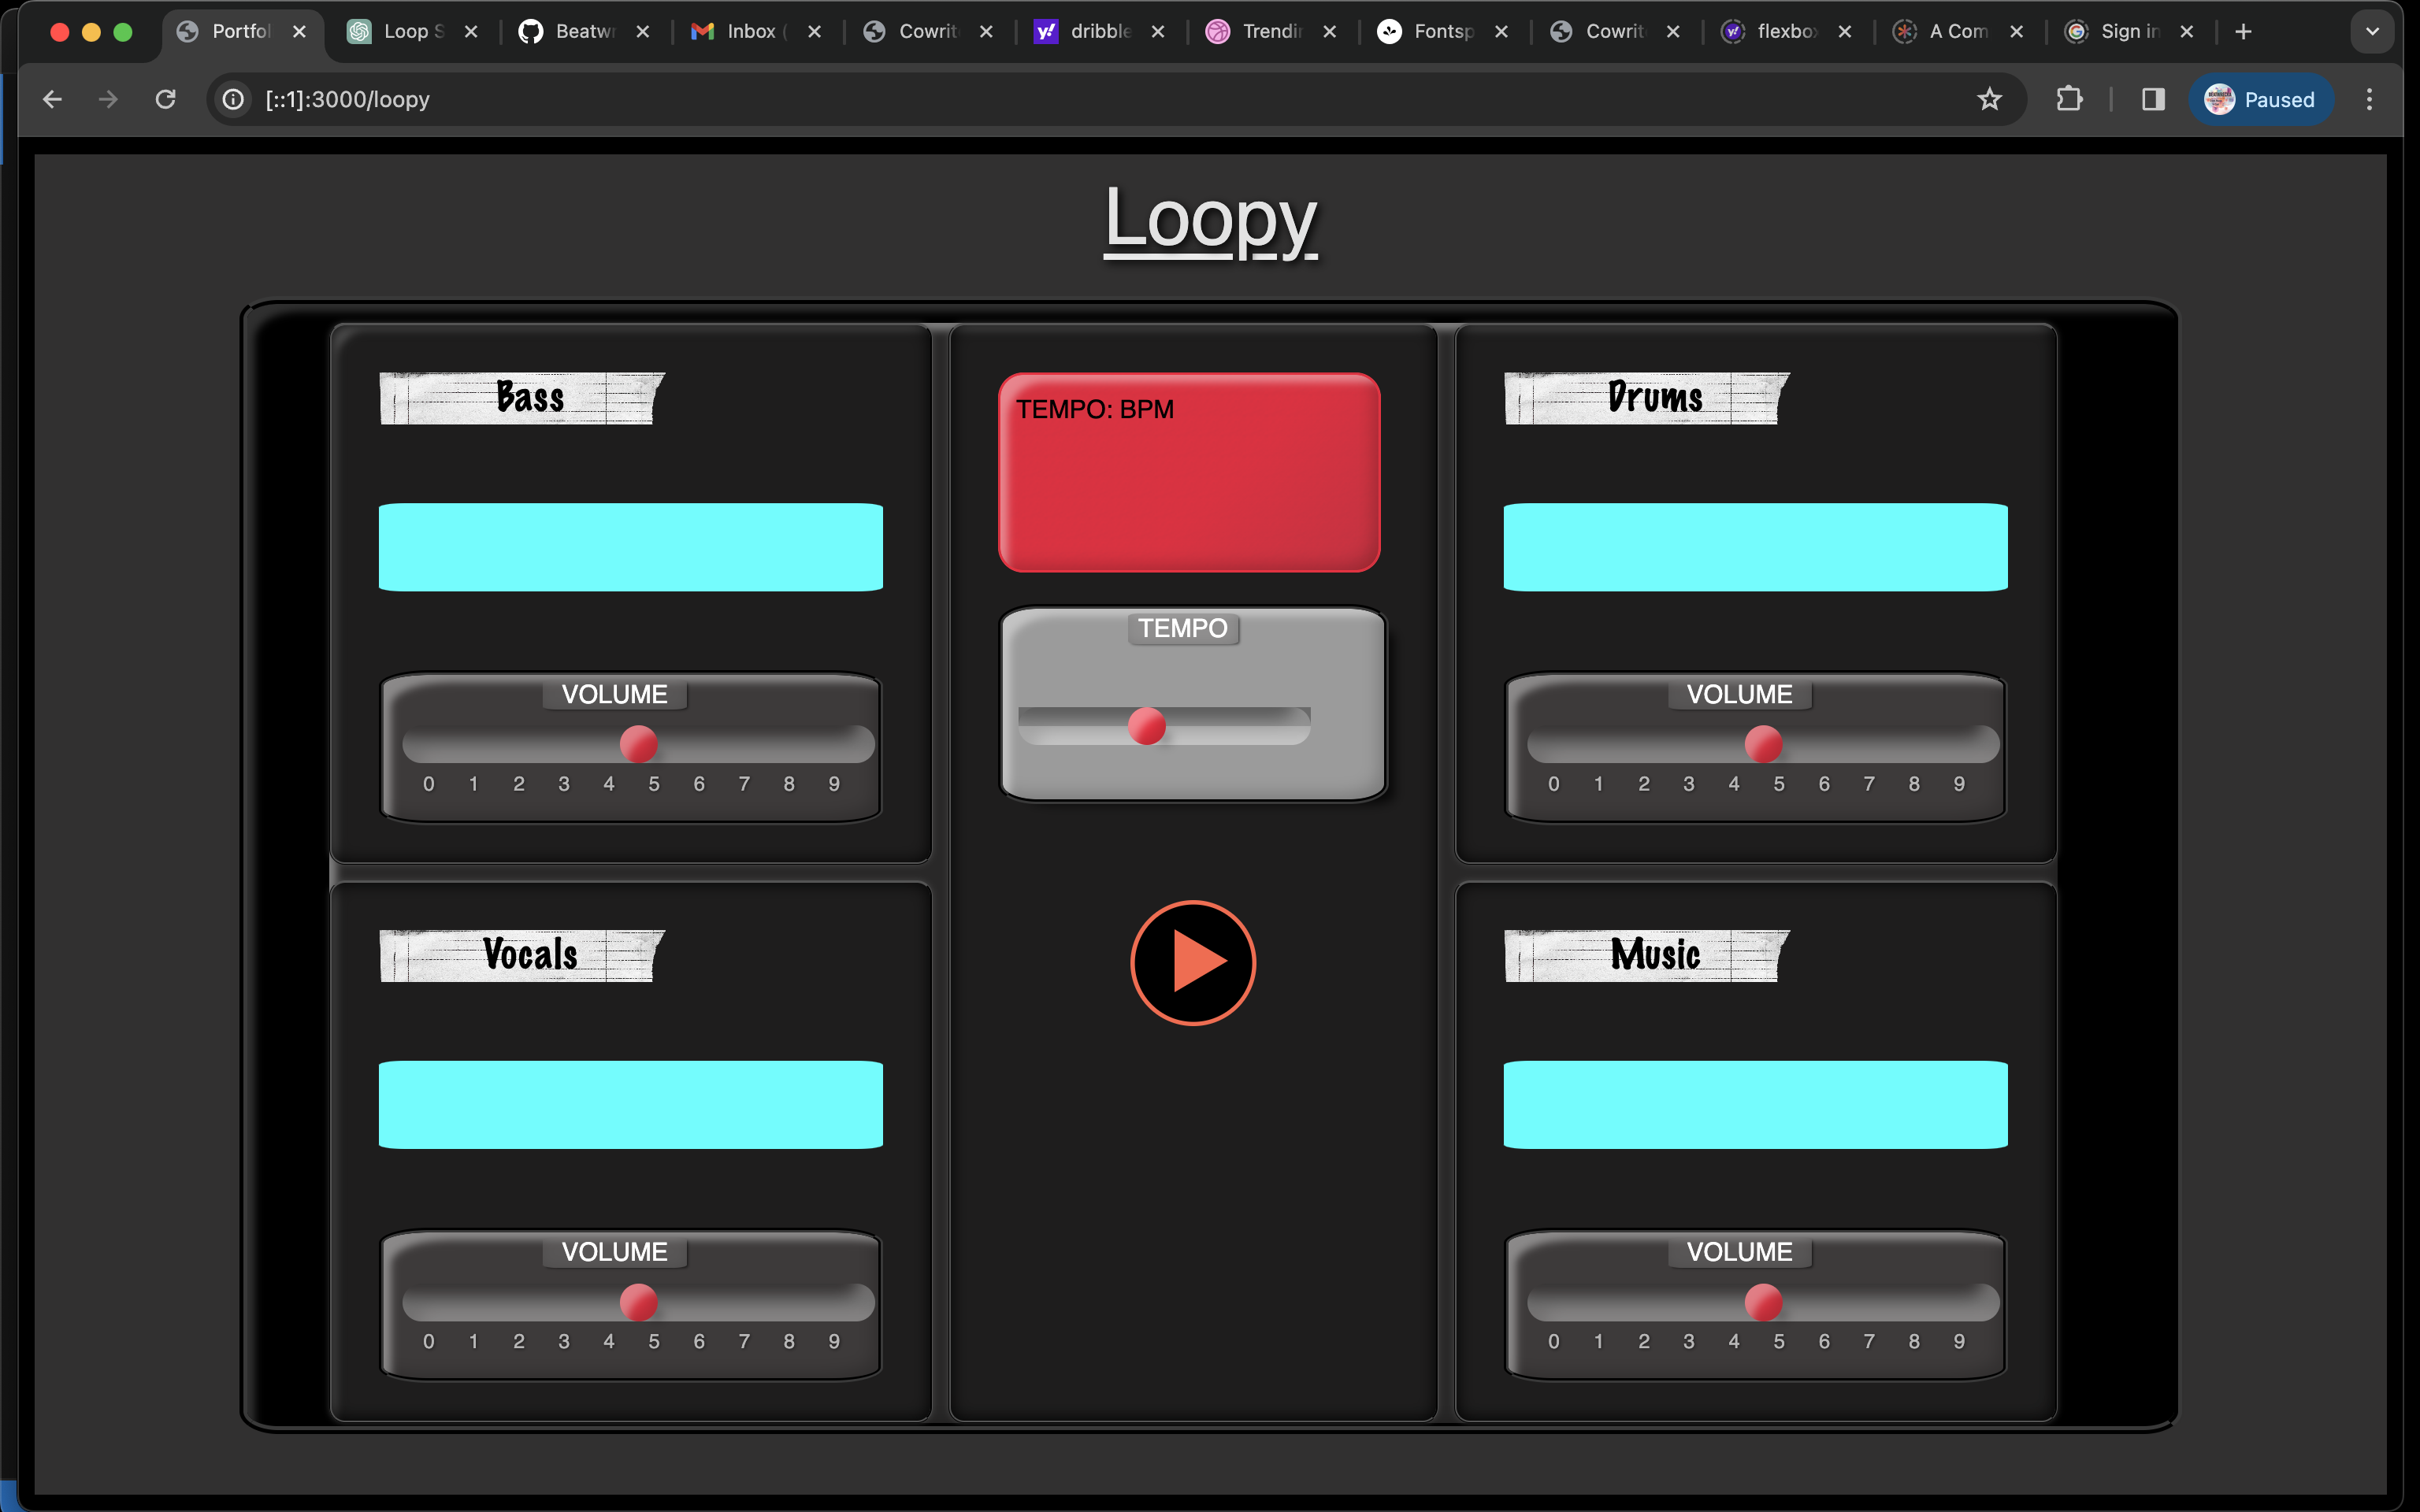 Portfol
Loop S
Beatwr
Inbox (
Cowrit
dribble
Trendin
Fontsp
Cowrit
flexbox
A Com
Sign in
[::1]:3000/loopy
Paused
Loopy
Bass
TEMPO: BPM
Drums
TEMPO
VOLUME
0 1 2 3 4 5 6 7 8 9
VOLUME
0 1 2 3 4 5 6 7 8 9
Vocals
Music
VOLUME
0 1 2 3 4 5 6 7 8 9
VOLUME
0 1 2 3 4 5 6 7 8 9